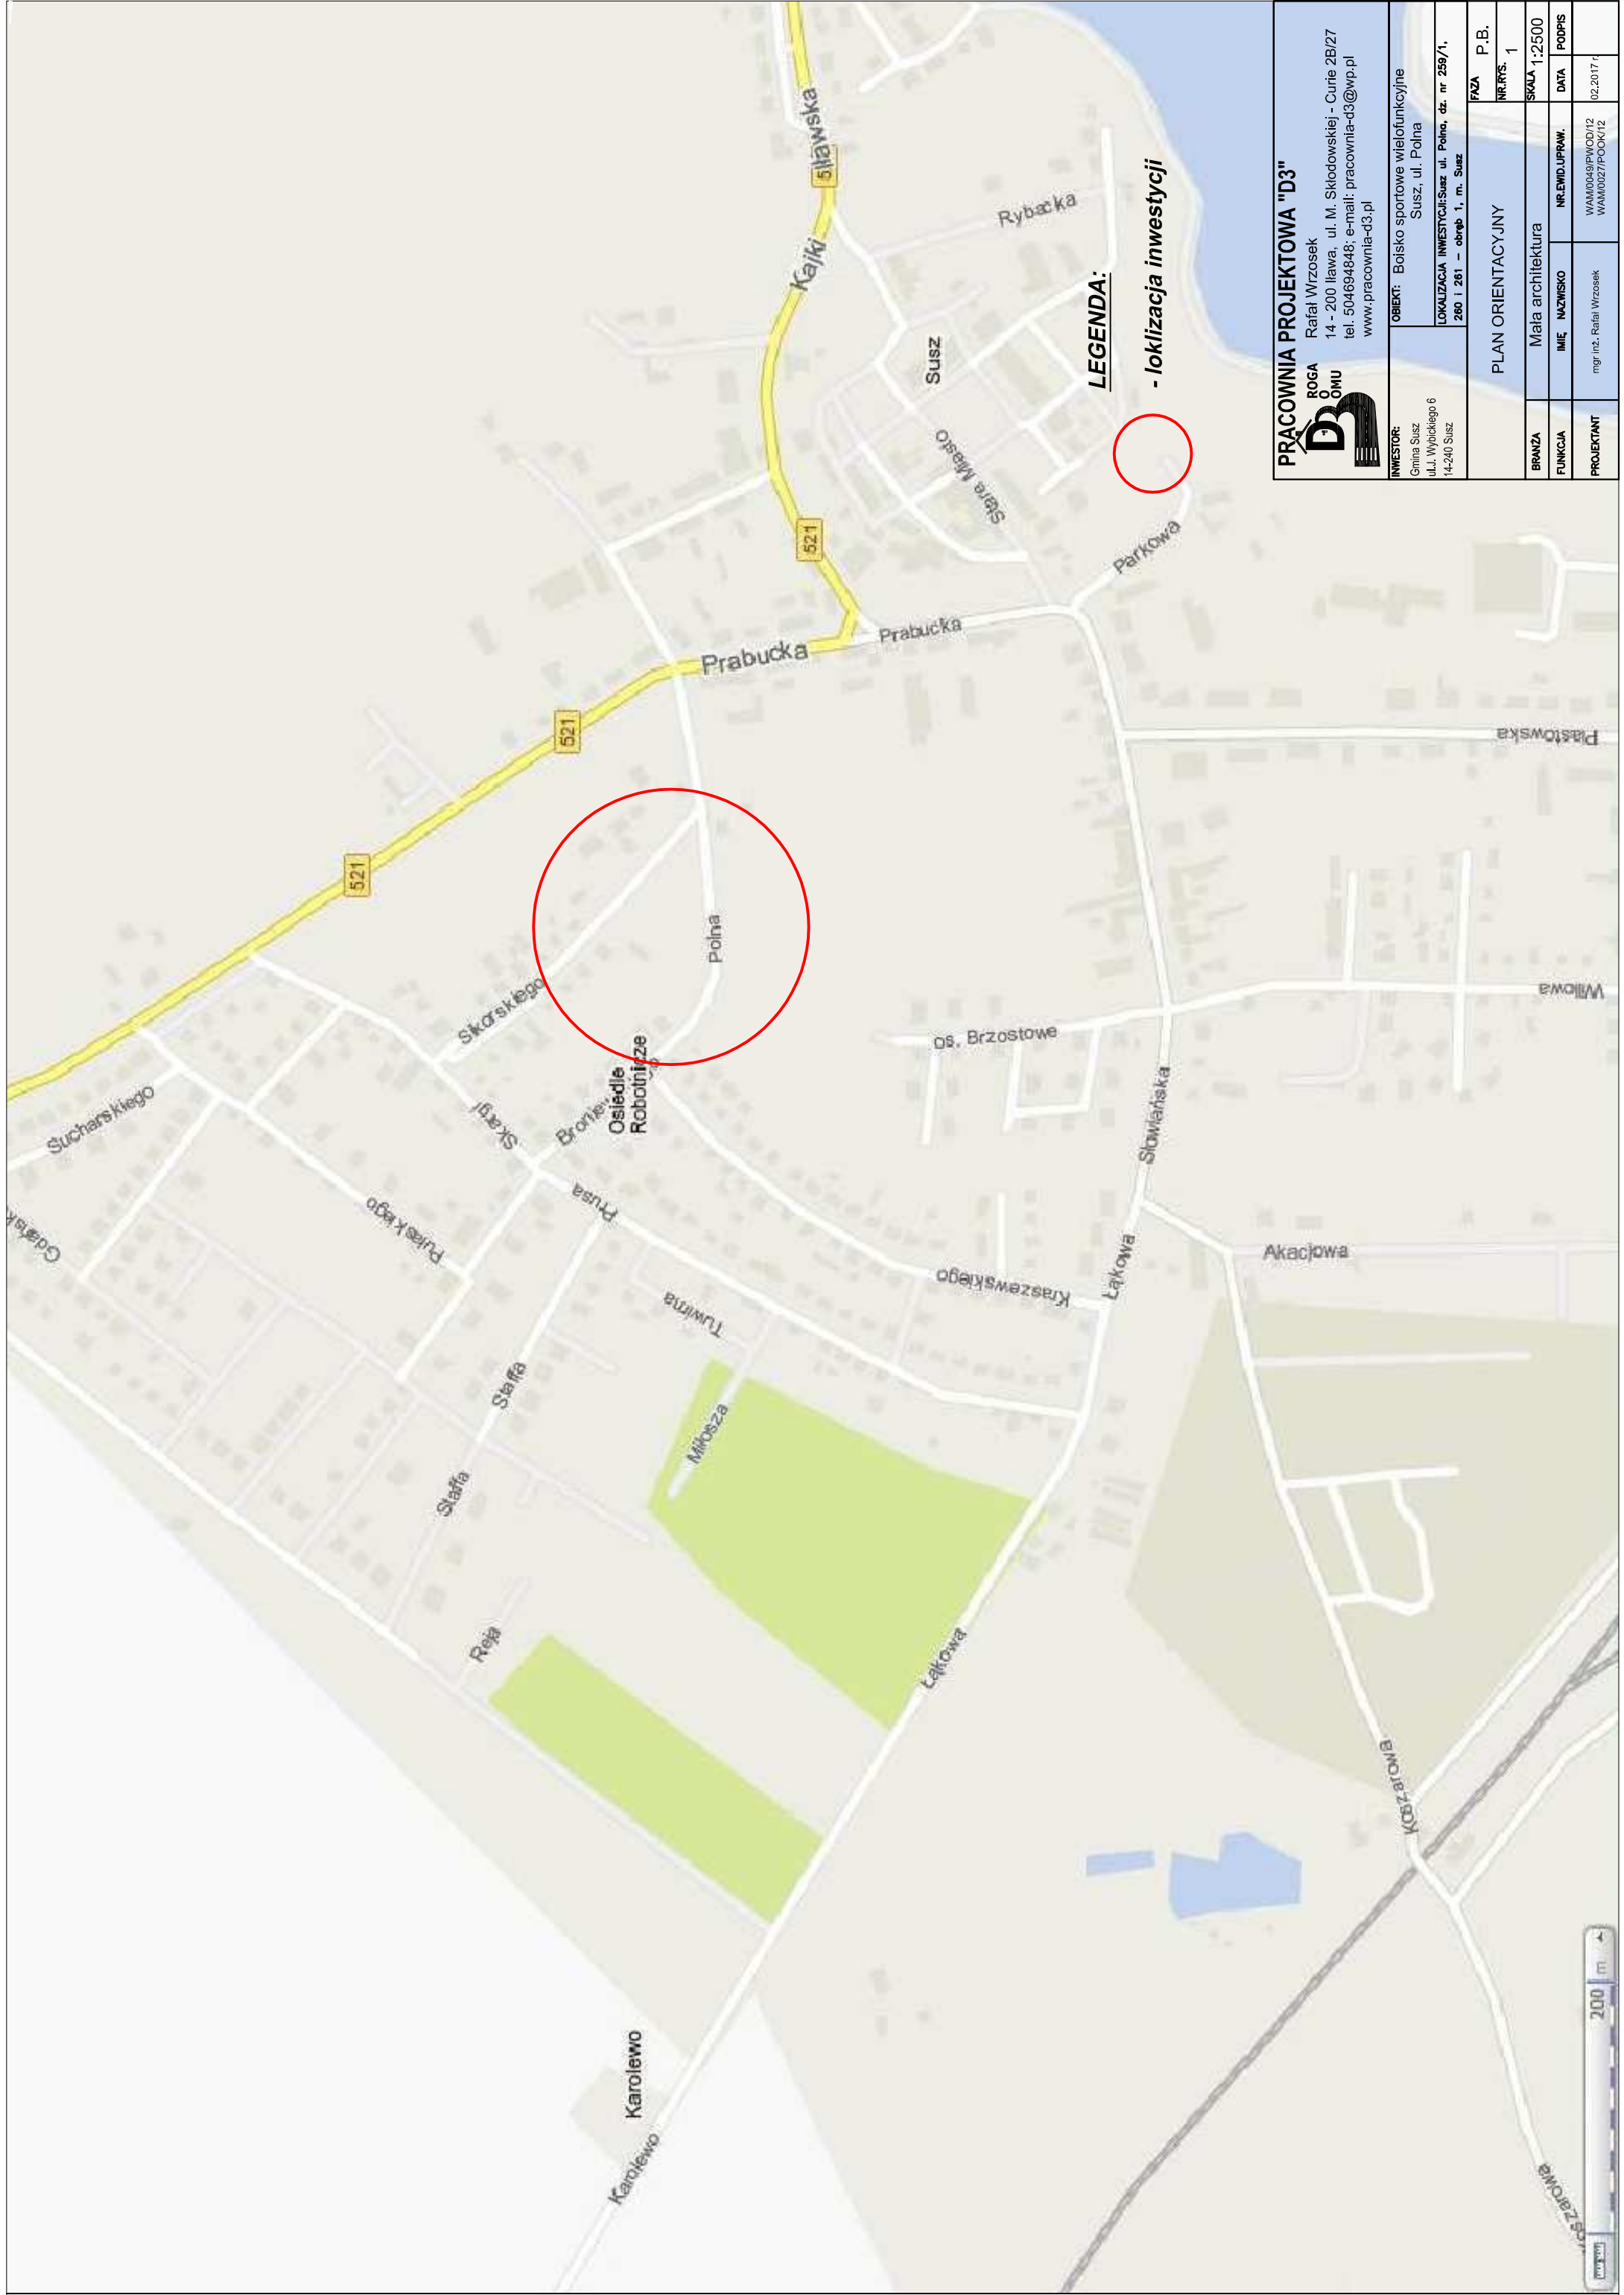 Karolewo
Karolewo
Reja
Staffa
Staffa
Miłosza
Tuwima
Prusa
Pułaskiego
Sucharskiego
Skargi
Sikorskiego
Osiedle
Robotnicze
Polna
Kraszewskiego
Łąkowa
Łąkowa
Słowiańska
os. Brzostowe
Akacjowa
Koszarowa
Willowa
Piastowska
521
521
521
Prabucka
Prabucka
Parkowa
Stare Miasto
Susz
Kajki
Iławska
Rybacka
200 m
LEGENDA:
- loklizacja inwestycji
PRACOWNIA PROJEKTOWA "D3"
D3
ROGA
O
OMU
Rafał Wrzosek
14 - 200 Iława, ul. M. Skłodowskiej - Curie 2B/27
tel. 504694848; e-mail: pracownia-d3@wp.pl
www.pracownia-d3.pl
INWESTOR:
Gmina Susz
ul.J. Wybickiego 6
14-240 Susz
OBIEKT: Boisko sportowe wielofunkcyjne
Susz, ul. Polna
LOKALIZACJA INWESTYCJI:Susz ul. Polna, dz. nr 259/1,
260 i 261 – obręb 1, m. Susz
PLAN ORIENTACYJNY
FAZA P.B.
NR.RYS. 1
BRANŻA Mała architektura SKALA 1:2500
FUNKCJA IMIĘ, NAZWISKO NR.EWID.UPRAW. DATA PODPIS
PROJEKTANT mgr inż. Rafał Wrzosek WAM/0049/PWOD/12
WAM/0027/POOK/12 02.2017 r.